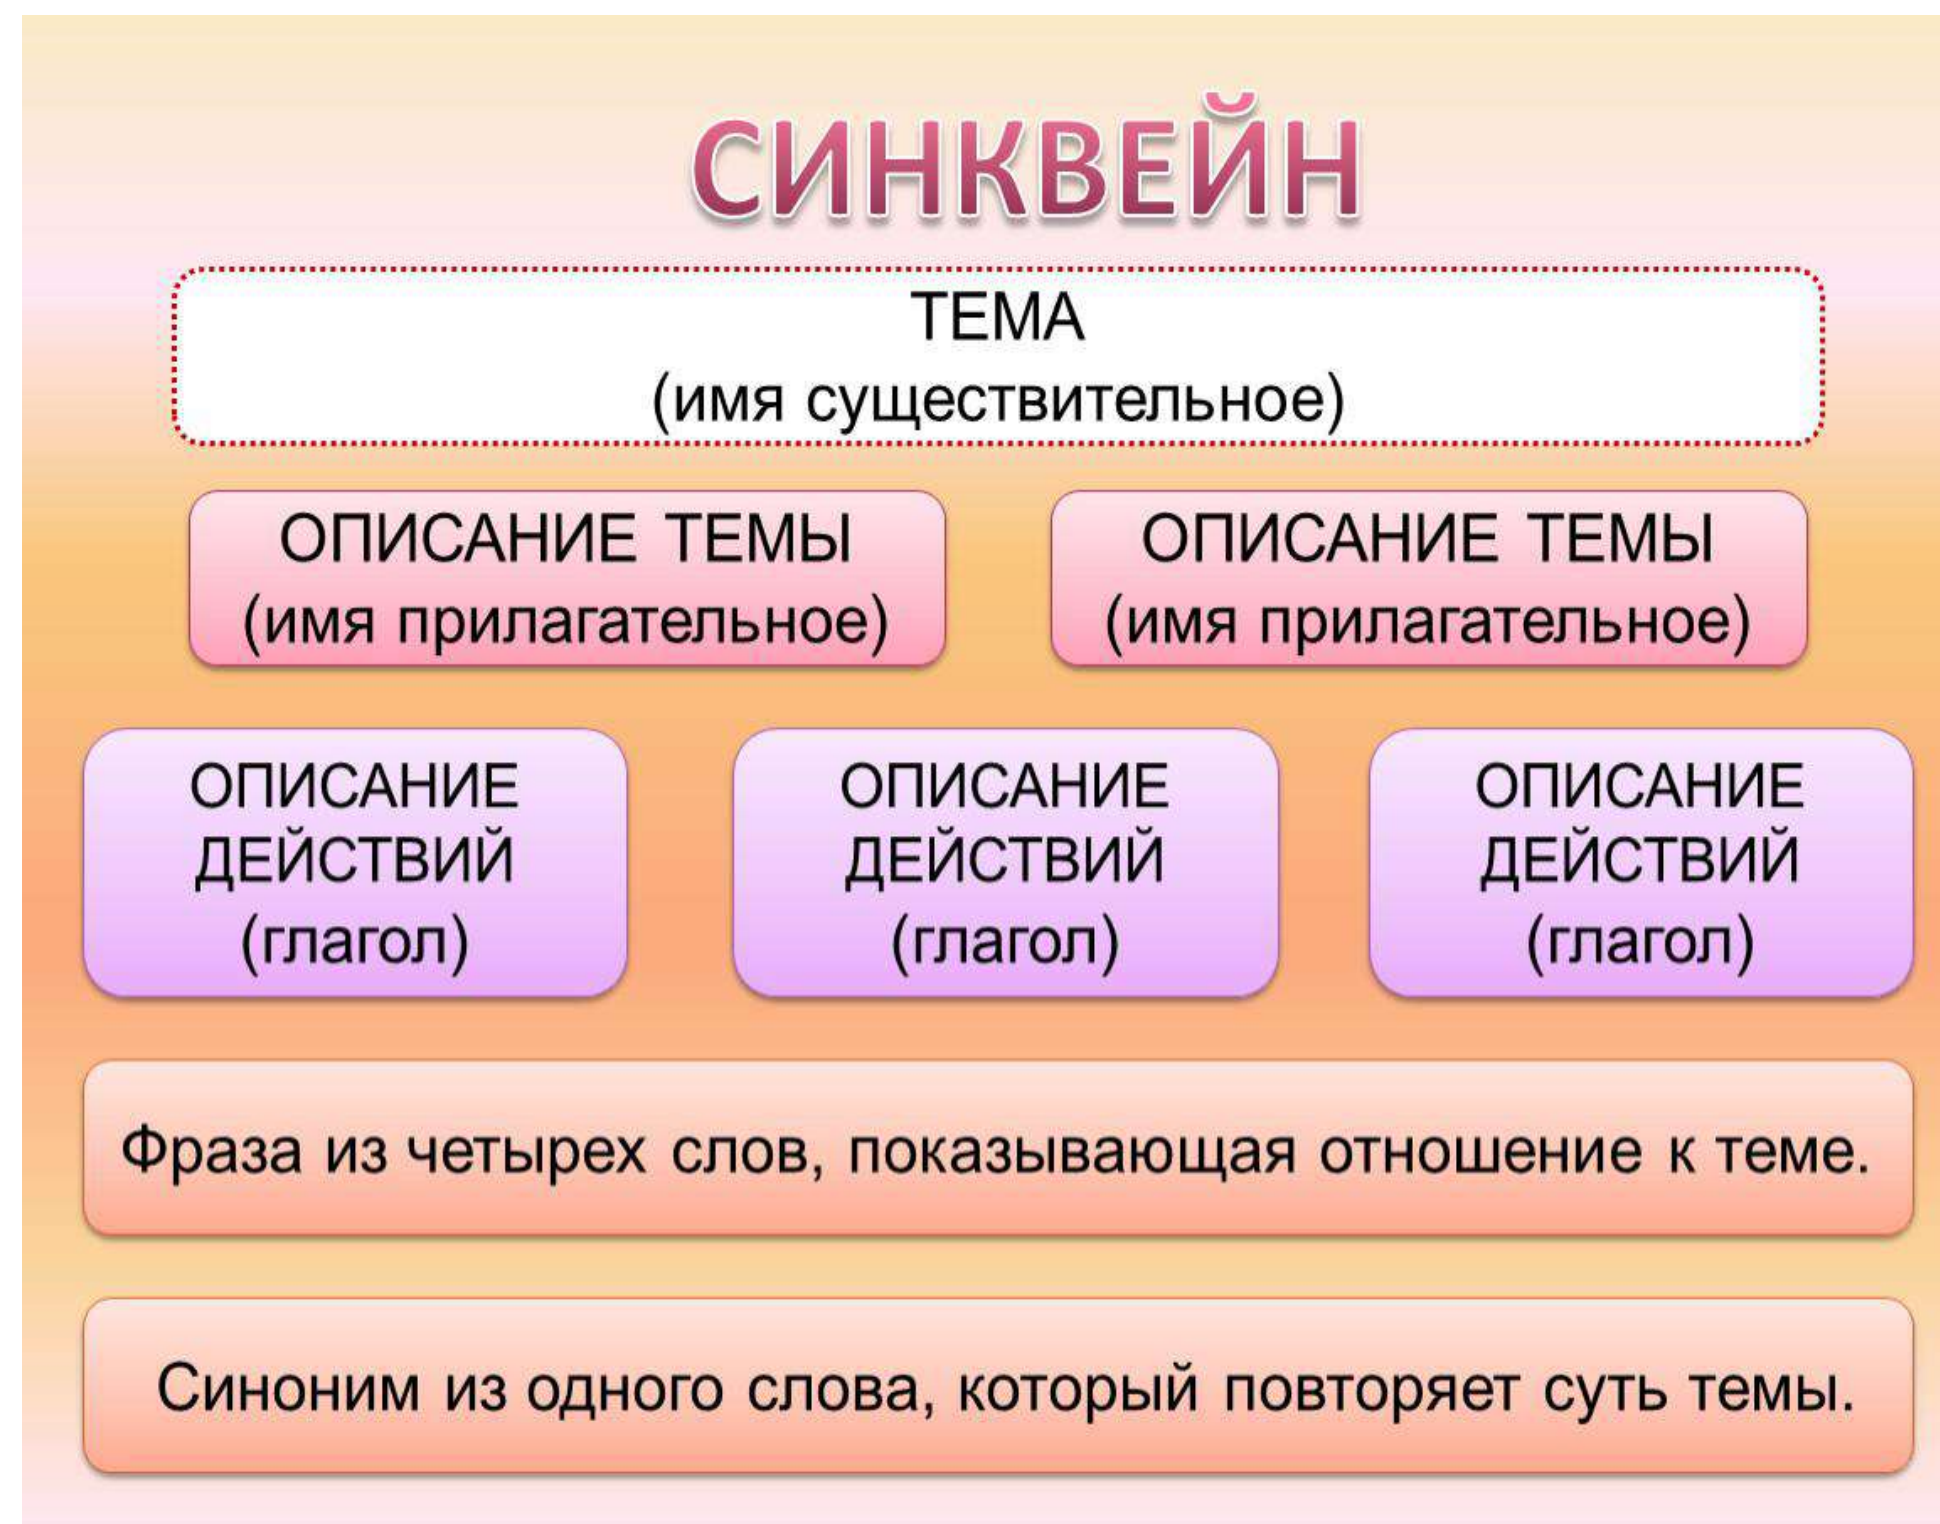 СИНКВЕЙН
ТЕМА
(имя существительное)
ОПИСАНИЕ ТЕМЫ
(имя прилагательное)
ОПИСАНИЕ ТЕМЫ
(имя прилагательное)
ОПИСАНИЕ
ДЕЙСТВИЙ
(глагол)
ОПИСАНИЕ
ДЕЙСТВИЙ
(глагол)
ОПИСАНИЕ
ДЕЙСТВИЙ
(глагол)
Фраза из четырех слов, показывающая отношение к теме.
Синоним из одного слова, который повторяет суть темы.